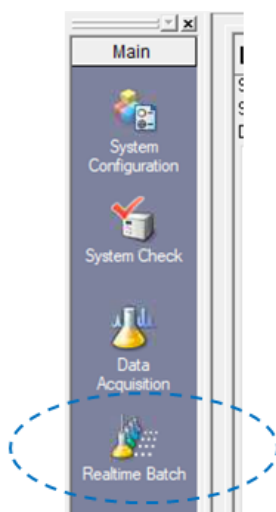 Main
System
Configuration
System Check
Data
Acquisition
Realtime Batch